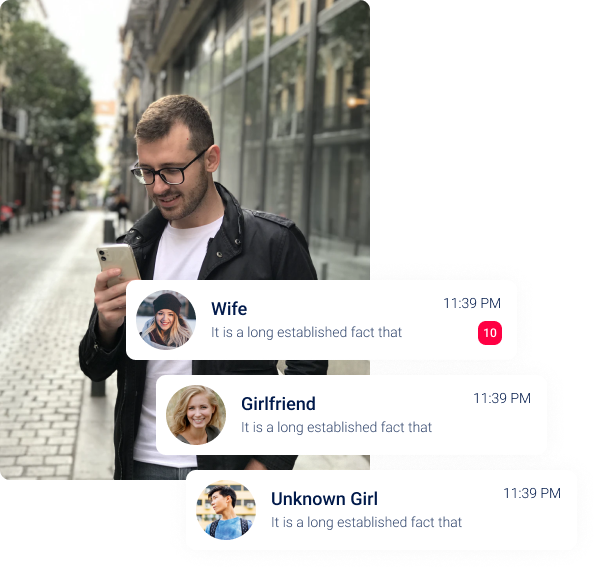 Wife
11:39 PM
It is a long established fact that
10
Girlfriend
11:39 PM
It is a long established fact that
Unknown Girl
11:39 PM
It is a long established fact that